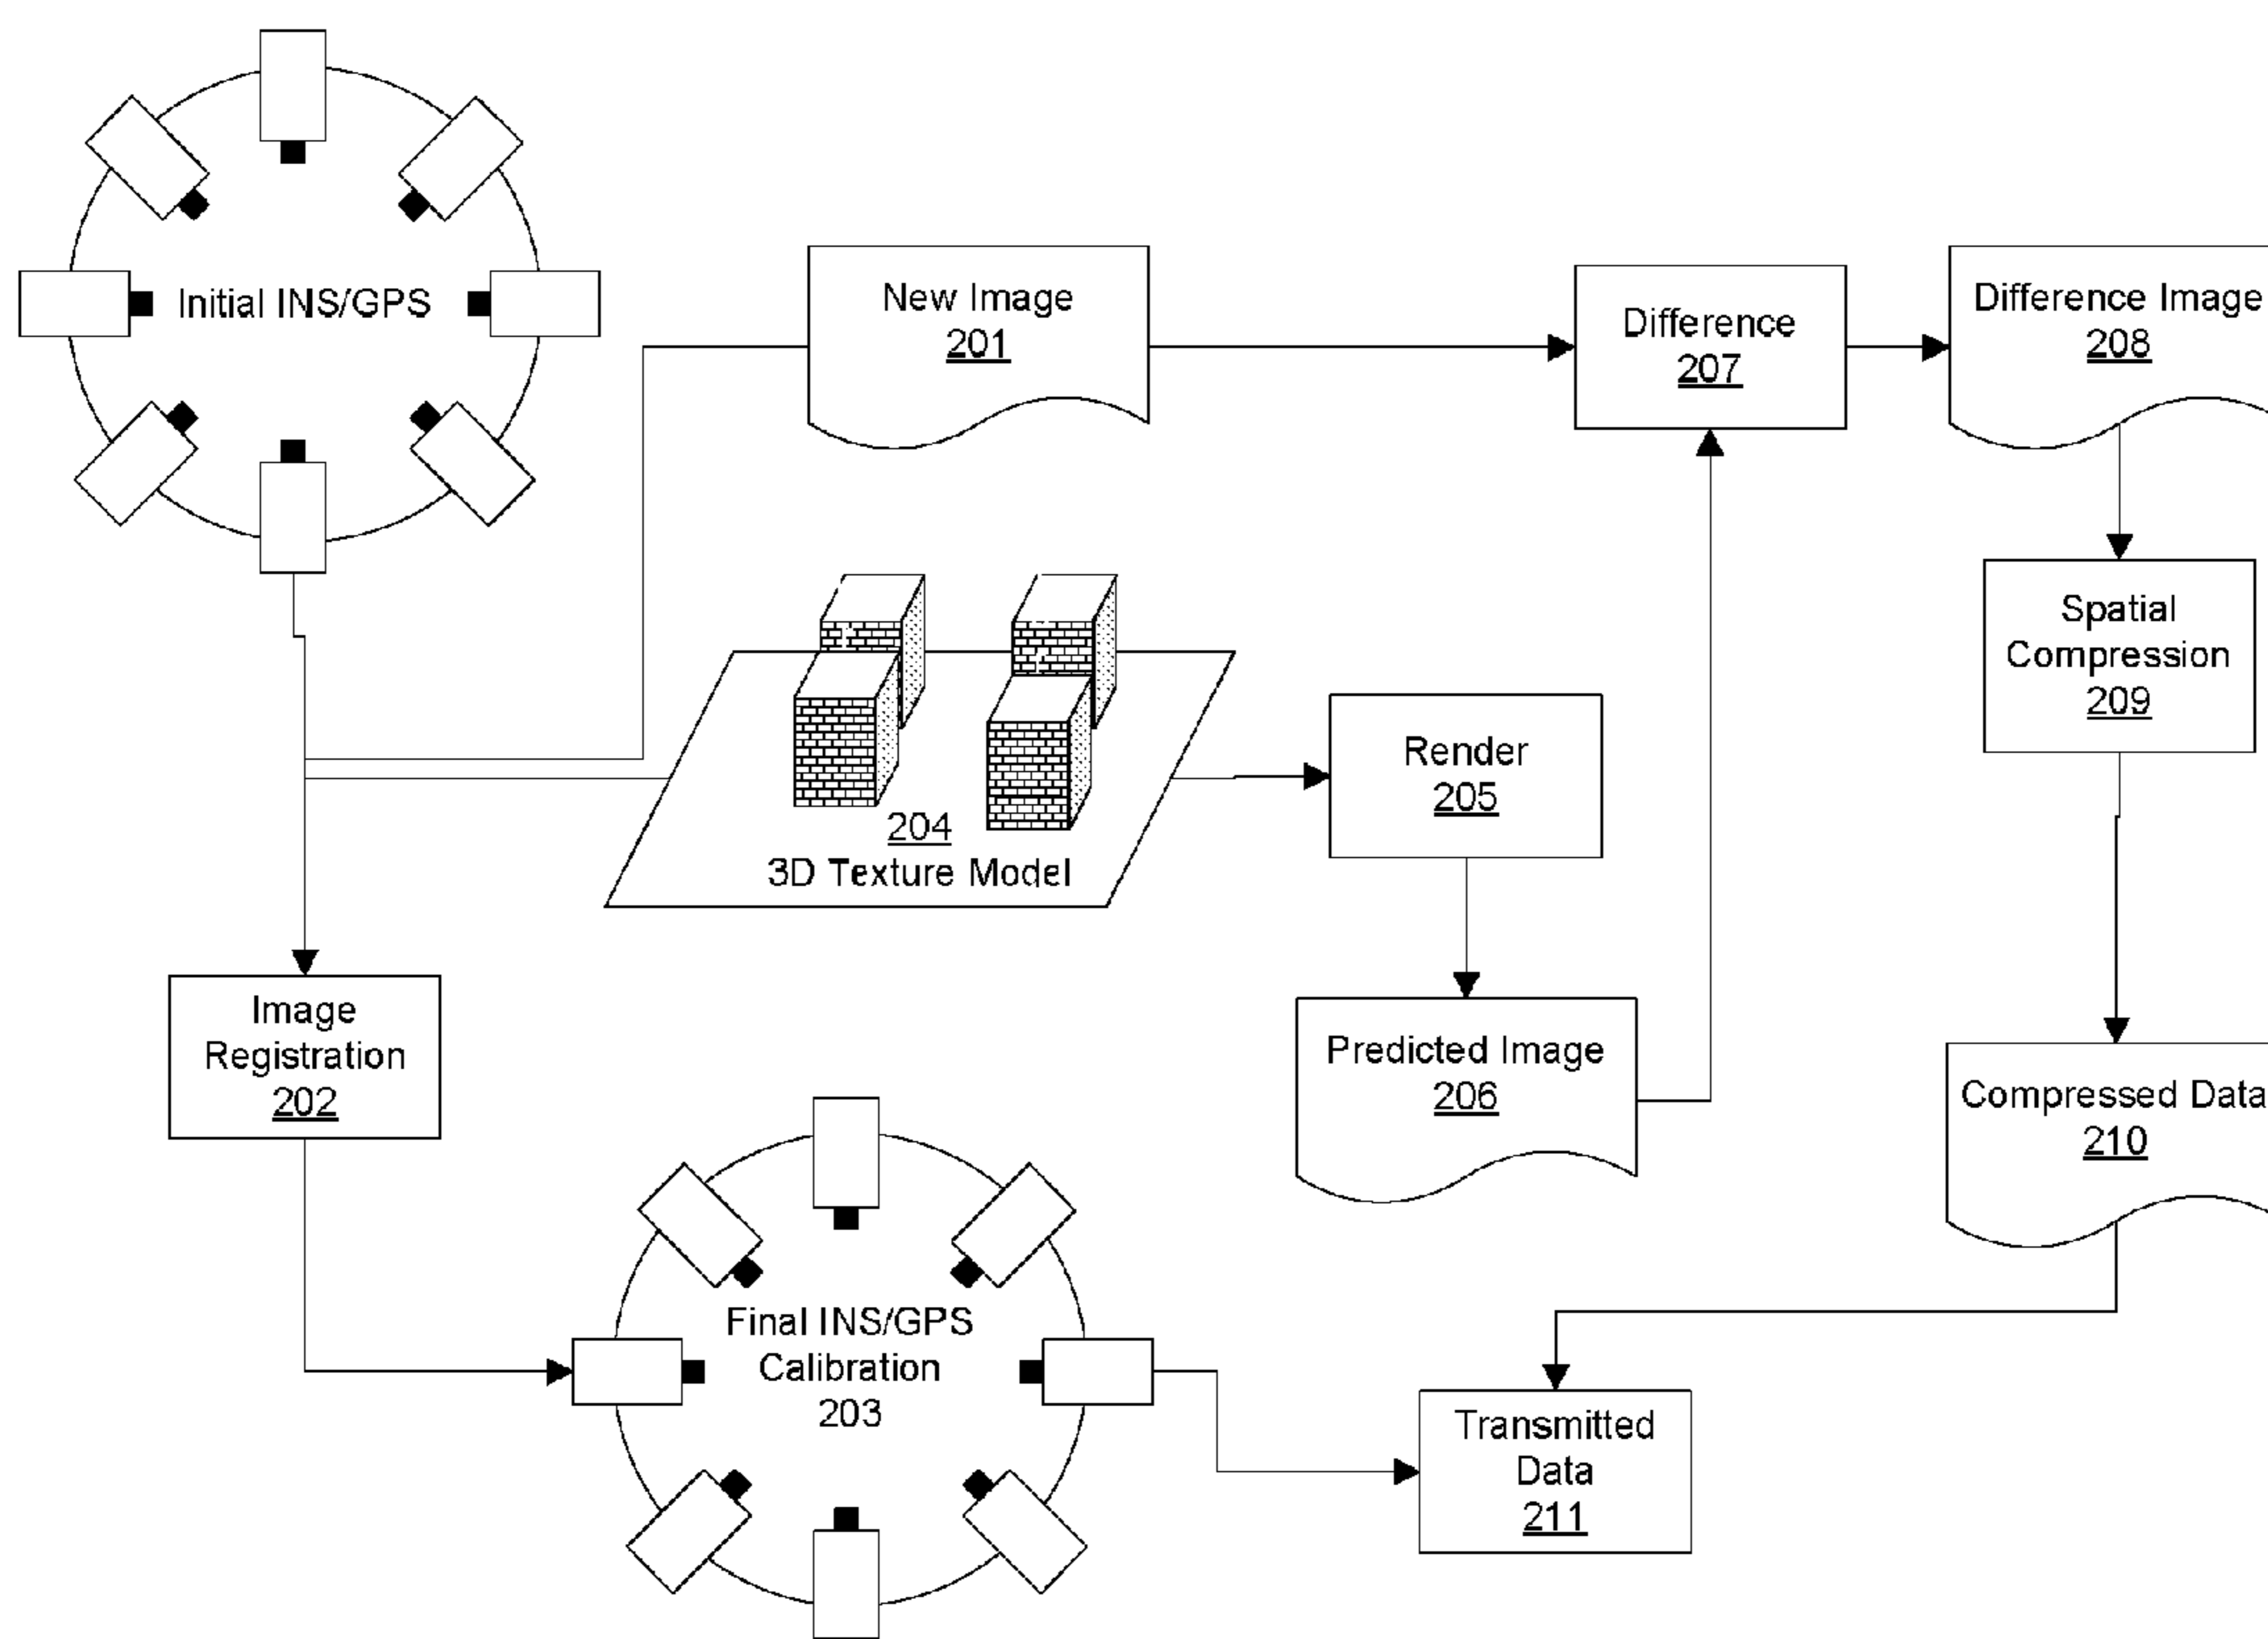 Initial INS/GPS
New Image
201
Difference
207
Difference Image
208
Spatial
Compression
209
204
3D Texture Model
Render
205
Image
Registration
202
Predicted Image
206
Compressed Data
210
Final INS/GPS
Calibration
203
Transmitted
Data
211